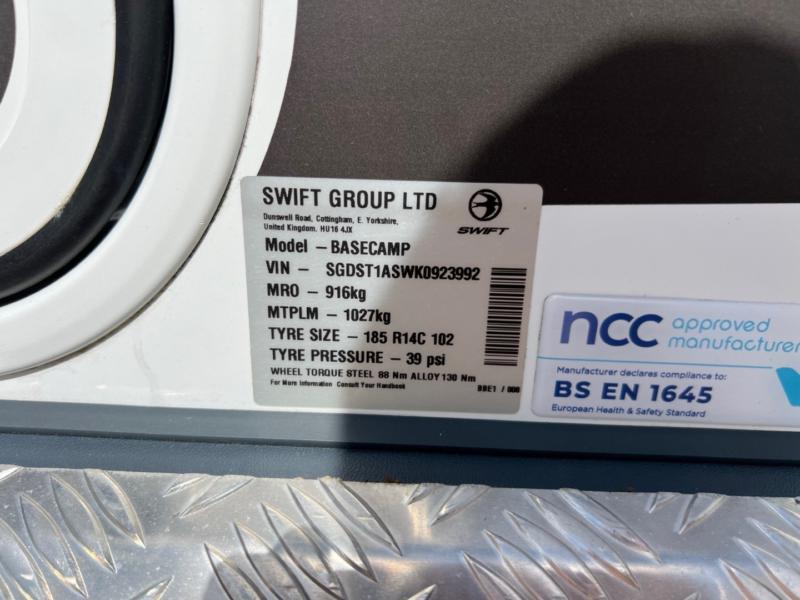 SWIFT GROUP LTD
Dunswell Road, Cottingham, E. Yorkshire,
United Kingdom. HU16 4JX
SWIFT
Model – BASECAMP
VIN – SGDST1ASWK0923992
MRO – 916kg
MTPLM – 1027kg
TYRE SIZE – 185 R14C 102
TYRE PRESSURE – 39 psi
WHEEL TORQUE STEEL 88 Nm ALLOY 130 Nm
For More Information Consult Your Handbook
ncc approved
manufacturer
Manufacturer declares compliance to:
BS EN 1645
European Health & Safety Standard